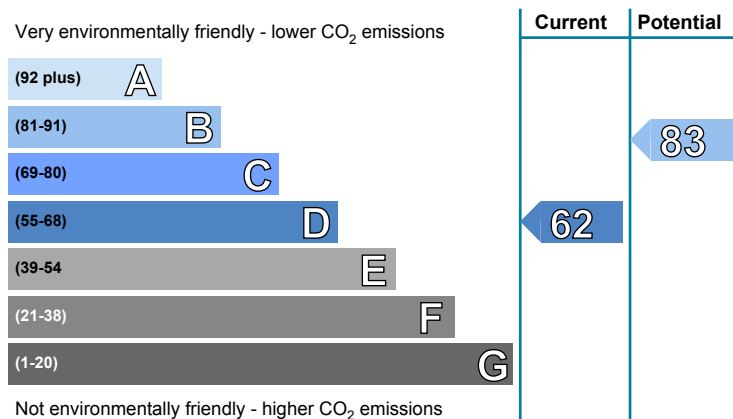 Very environmentally friendly - lower CO2 emissions
Current
Potential
(92 plus) A
(81-91) B
83
(69-80) C
(55-68) D
62
(39-54 E
(21-38) F
(1-20) G
Not environmentally friendly - higher CO2 emissions